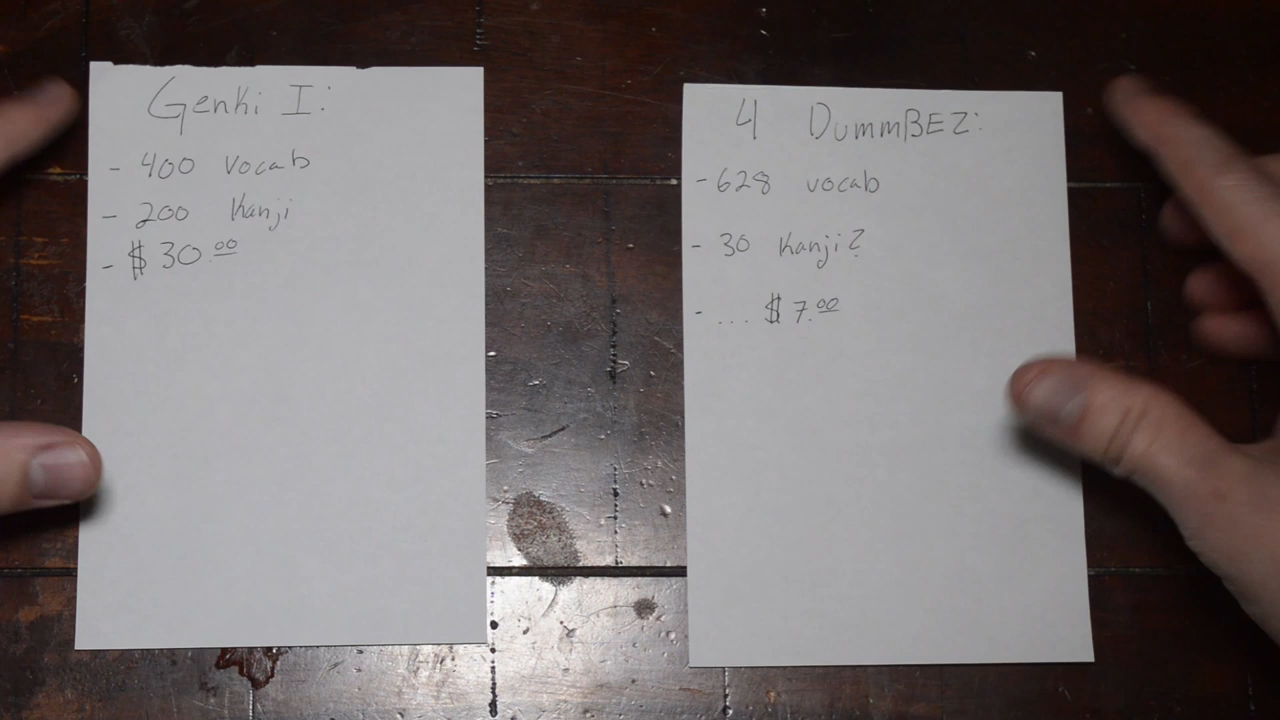 Genki I:
- 400 vocab
- 200 Kanji
- $30.00
4 DummBEZ:
- 628 vocab
- 30 Kanji?
- ... $7.00